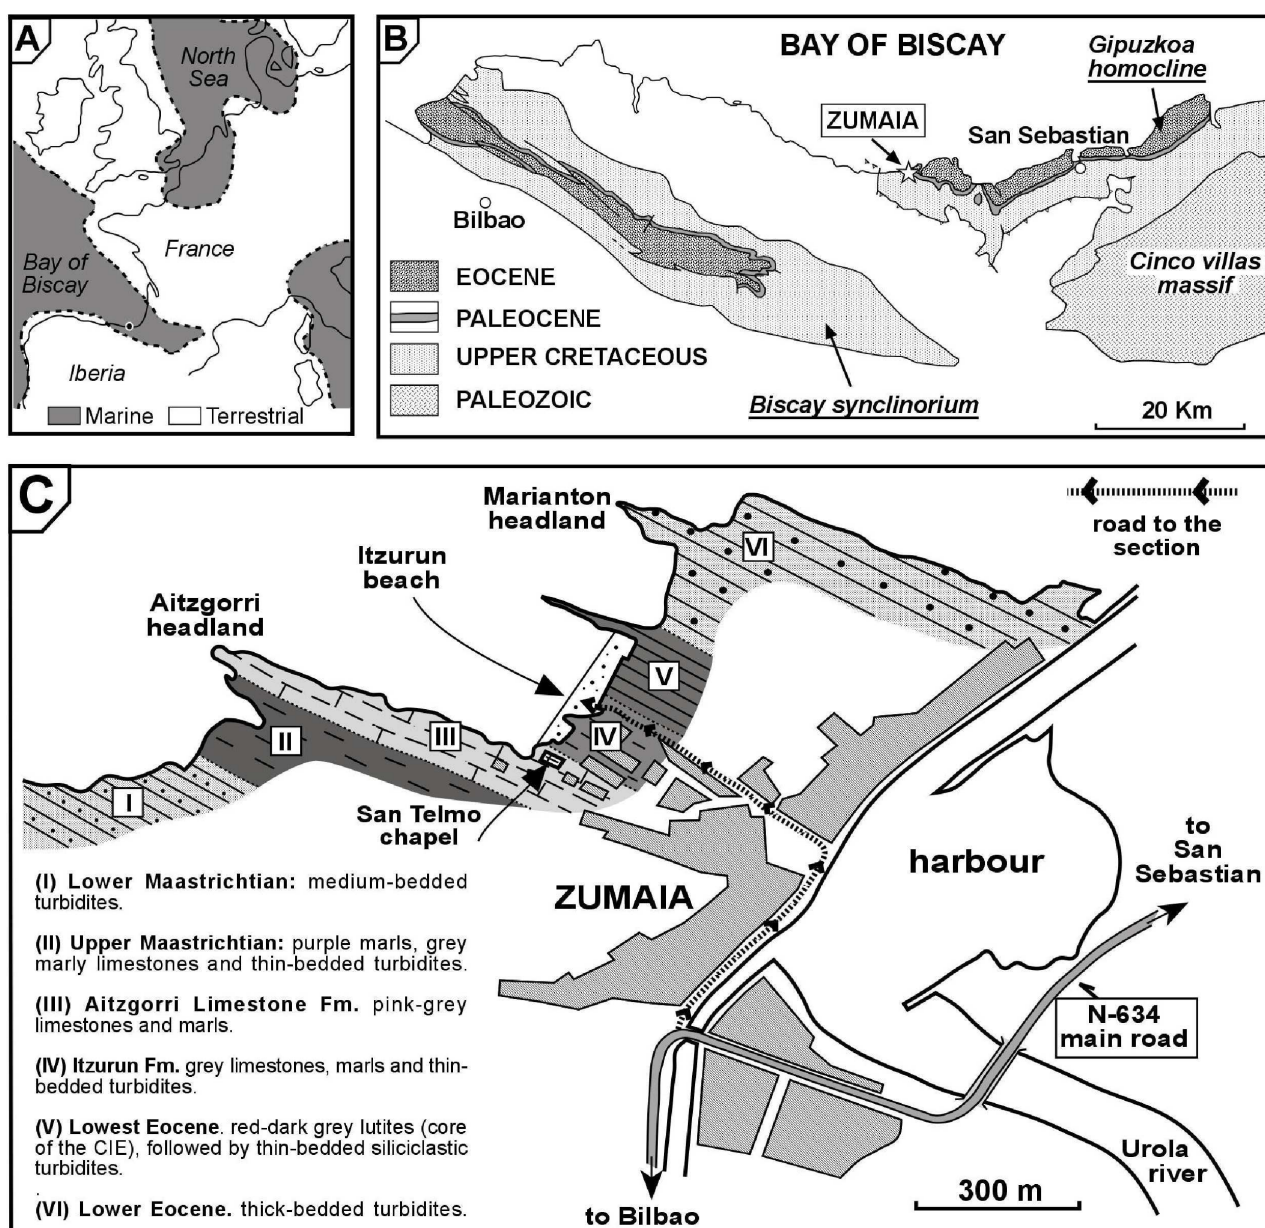 A
North
Sea
France
Bay of
Biscay
Iberia
Marine
Terrestrial
B
BAY OF BISCAY
Gipuzkoa
homocline
ZUMAIA
San Sebastian
Bilbao
Cinco villas
massif
EOCENE
PALEOCENE
UPPER CRETACEOUS
PALEOZOIC
Biscay synclinorium
20 Km
C
Marianton
headland
road to the
section
Itzurun
beach
Aitzgorri
headland
VI
V
IV
III
II
I
San Telmo
chapel
ZUMAIA
harbour
to
San
Sebastian
N-634
main road
Urola
river
300 m
to Bilbao
(I) Lower Maastrichtian: medium-bedded
turbidites.
(II) Upper Maastrichtian: purple marls, grey
marly limestones and thin-bedded turbidites.
(III) Aitzgorri Limestone Fm. pink-grey
limestones and marls.
(IV) Itzurun Fm. grey limestones, marls and thin-
bedded turbidites.
(V) Lowest Eocene. red-dark grey lutites (core
of the CIE), followed by thin-bedded siliciclastic
turbidites.
.
(VI) Lower Eocene. thick-bedded turbidites.